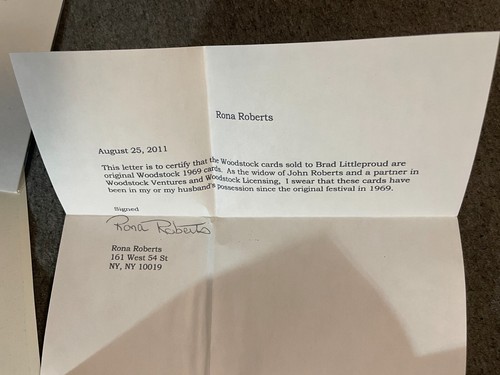 Rona Roberts
August 25, 2011
This letter is to certify that the Woodstock cards sold to Brad Littleproud are
original Woodstock 1969 cards. As the widow of John Roberts and a partner in
Woodstock Ventures and Woodstock Licensing, I swear that these cards have
been in my or my husband's possession since the original festival in 1969.
Signed
Rona Roberts
Rona Roberts
161 West 54 St
NY, NY 10019